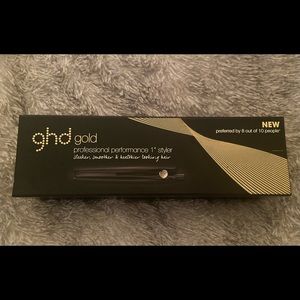 ghd gold
professional performance 1" styler
sleeker, smoother & healthier looking hair
NEW
preferred by 8 out of 10 people*